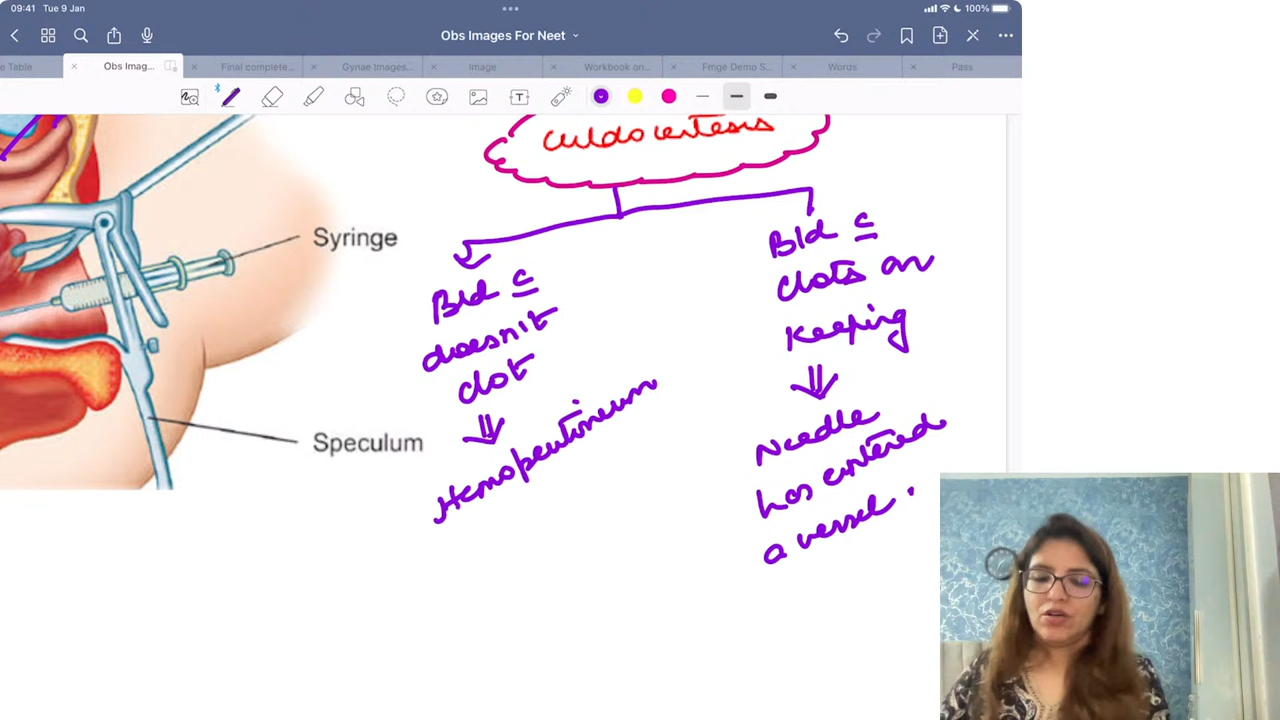 09:41 Tue 9 Jan
100%
Obs Images For Neet
e Table
Obs Imag...
Final complete...
Gynae Images...
Image
Workbook on...
Fmge Demo S...
Words
Pass
culdocentesis
Syringe
Speculum
Bld c̄
doesn't
clot
⇓
Hemoperitineum
Bld c̄
clots on
Keeping
⇓
Needle
has entered
a vessel.